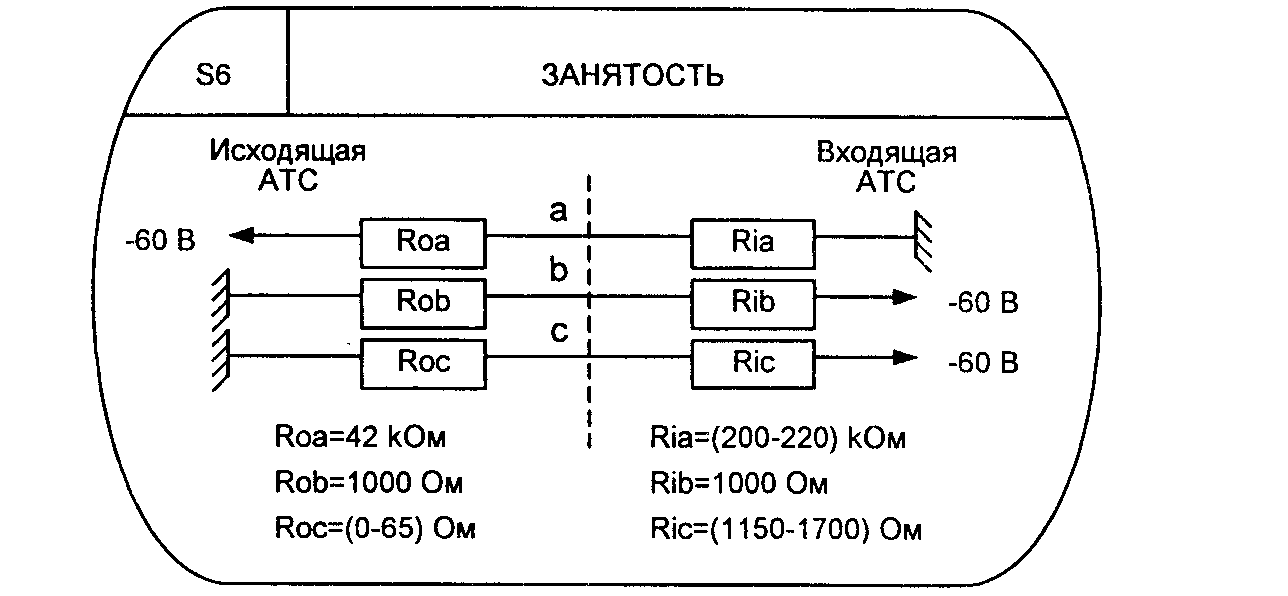 S6 ЗАНЯТОСТЬ
Исходящая Входящая
АТС АТС
a
-60 В Roa Ria
b
Rob Rib -60 В
c
Roc Ric -60 В
Roa=42 kОм Ria=(200-220) kОм
Rob=1000 Ом Rib=1000 Ом
Roc=(0-65) Ом Ric=(1150-1700) Ом